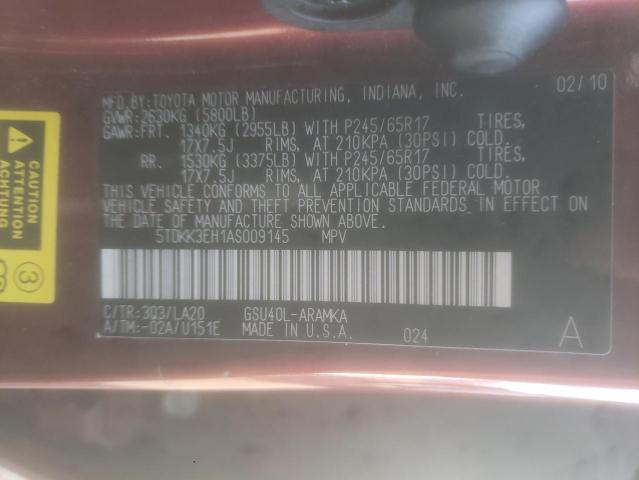 MFD.BY:TOYOTA MOTOR MANUFACTURING, INDIANA, INC. 02/10
GVWR:2630KG (5800LB)
GAWR:FRT. 1340KG (2955LB) WITH P245/65R17 TIRES,
17X7.5J RIMS, AT 210KPA (30PSI) COLD.
RR. 1530KG (3375LB) WITH P245/65R17 TIRES,
17X7.5J RIMS, AT 210KPA (30PSI) COLD.
THIS VEHICLE CONFORMS TO ALL APPLICABLE FEDERAL MOTOR
VEHICLE SAFETY AND THEFT PREVENTION STANDARDS IN EFFECT ON
THE DATE OF MANUFACTURE SHOWN ABOVE.
5TDKK3EH1AS009145 MPV
C/TR:3Q3/LA20 GSU40L-ARAMKA
A/TM:-02A/U151E MADE IN U.S.A. 024 A
CAUTION
ATTENTION
ACHTUNG
3